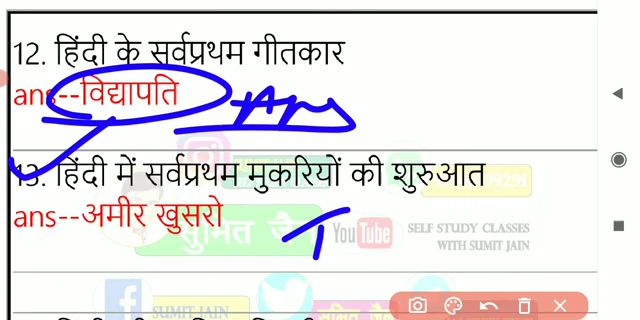 12. हिंदी के सर्वप्रथम गीतकार
ans--विद्यापति
Ans
13. हिंदी में सर्वप्रथम मुकरियों की शुरुआत
ans--अमीर खुसरो
सुमित जैन
YouTube
SELF STUDY CLASSES
WITH SUMIT JAIN
SUMIT JAIN